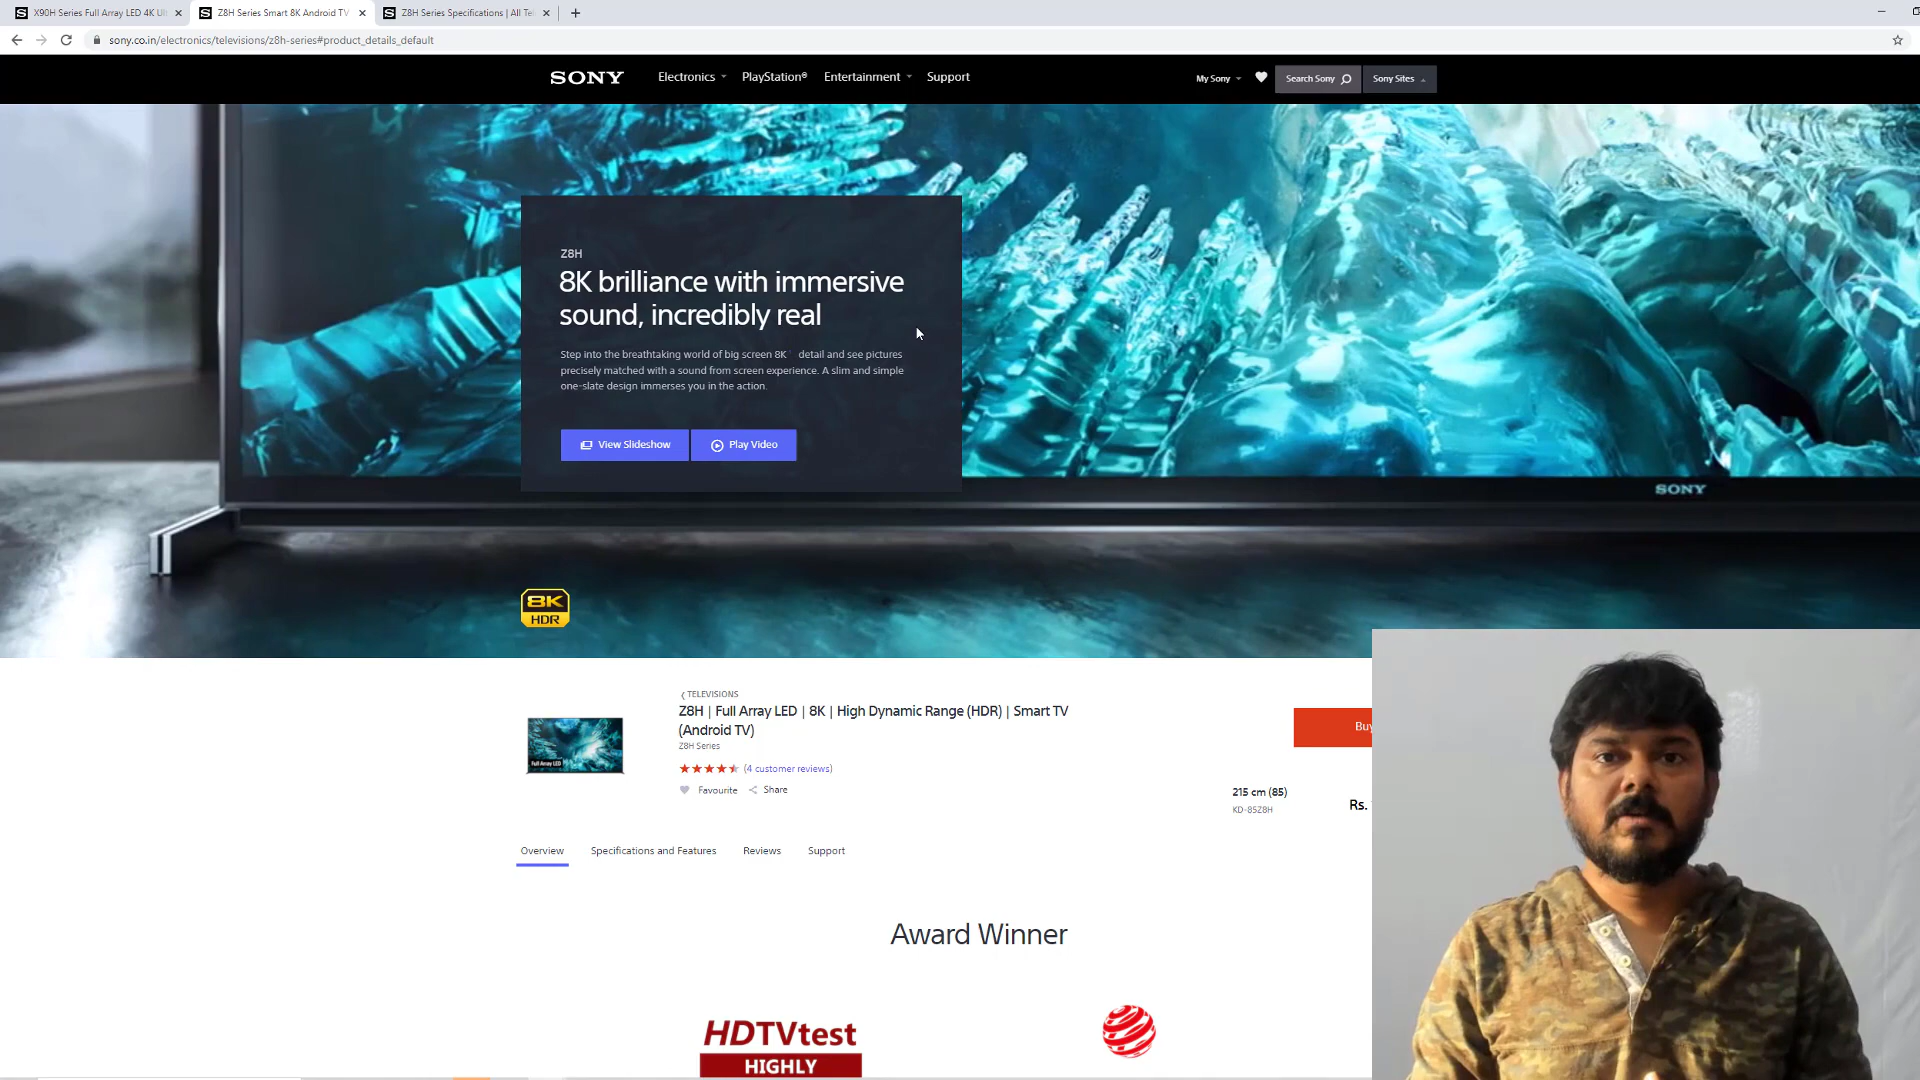 X90H Series Full Array LED 4K Ul
Z8H Series Smart 8K Android TV
Z8H Series Specifications | All Tel
sony.co.in/electronics/televisions/z8h-series#product_details_default
SONY
Electronics
PlayStation®
Entertainment
Support
My Sony
Search Sony
Sony Sites
Z8H
8K brilliance with immersive
sound, incredibly real
Step into the breathtaking world of big screen 8K detail and see pictures
precisely matched with a sound from screen experience. A slim and simple
one-slate design immerses you in the action.
View Slideshow
Play Video
SONY
8K
HDR
TELEVISIONS
Z8H | Full Array LED | 8K | High Dynamic Range (HDR) | Smart TV
(Android TV)
Z8H Series
Full Array LED
(4 customer reviews)
Favourite
Share
Buy
215 cm (85)
KD-85Z8H
Rs.
Overview
Specifications and Features
Reviews
Support
Award Winner
HDTVtest
HIGHLY